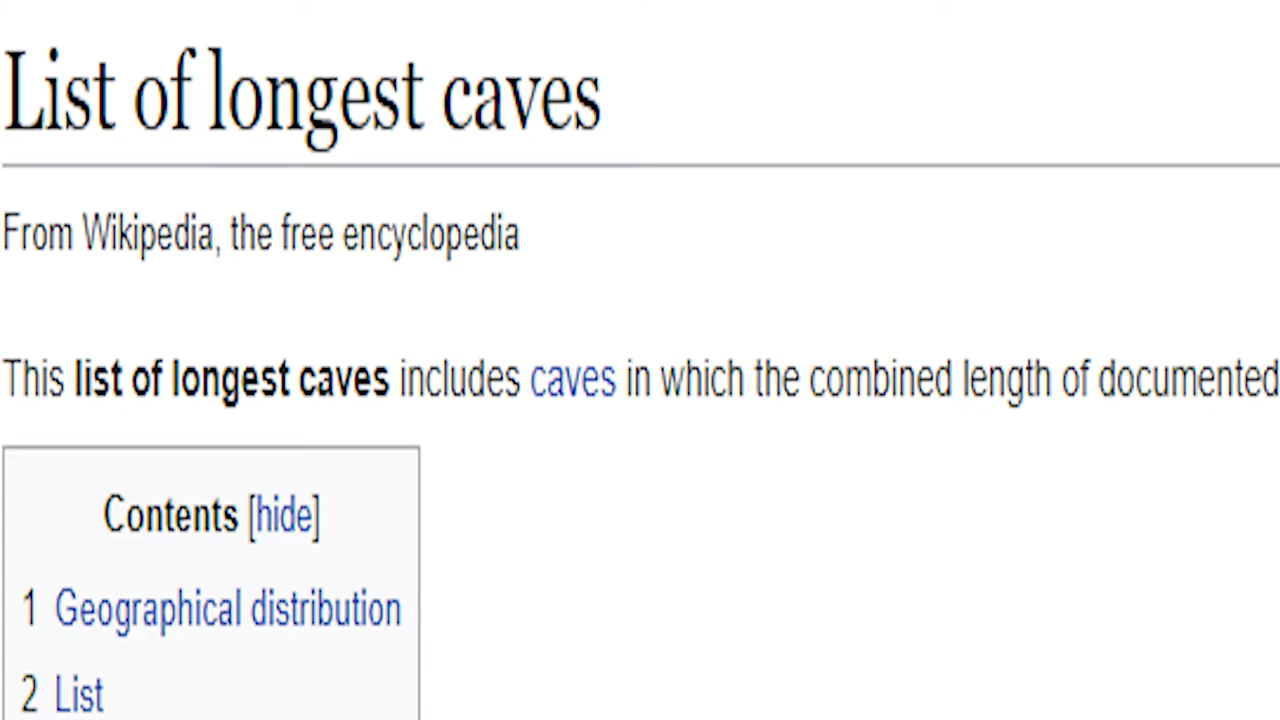 List of longest caves
From Wikipedia, the free encyclopedia
This list of longest caves includes caves in which the combined length of documented
Contents [hide]
1 Geographical distribution
2 List